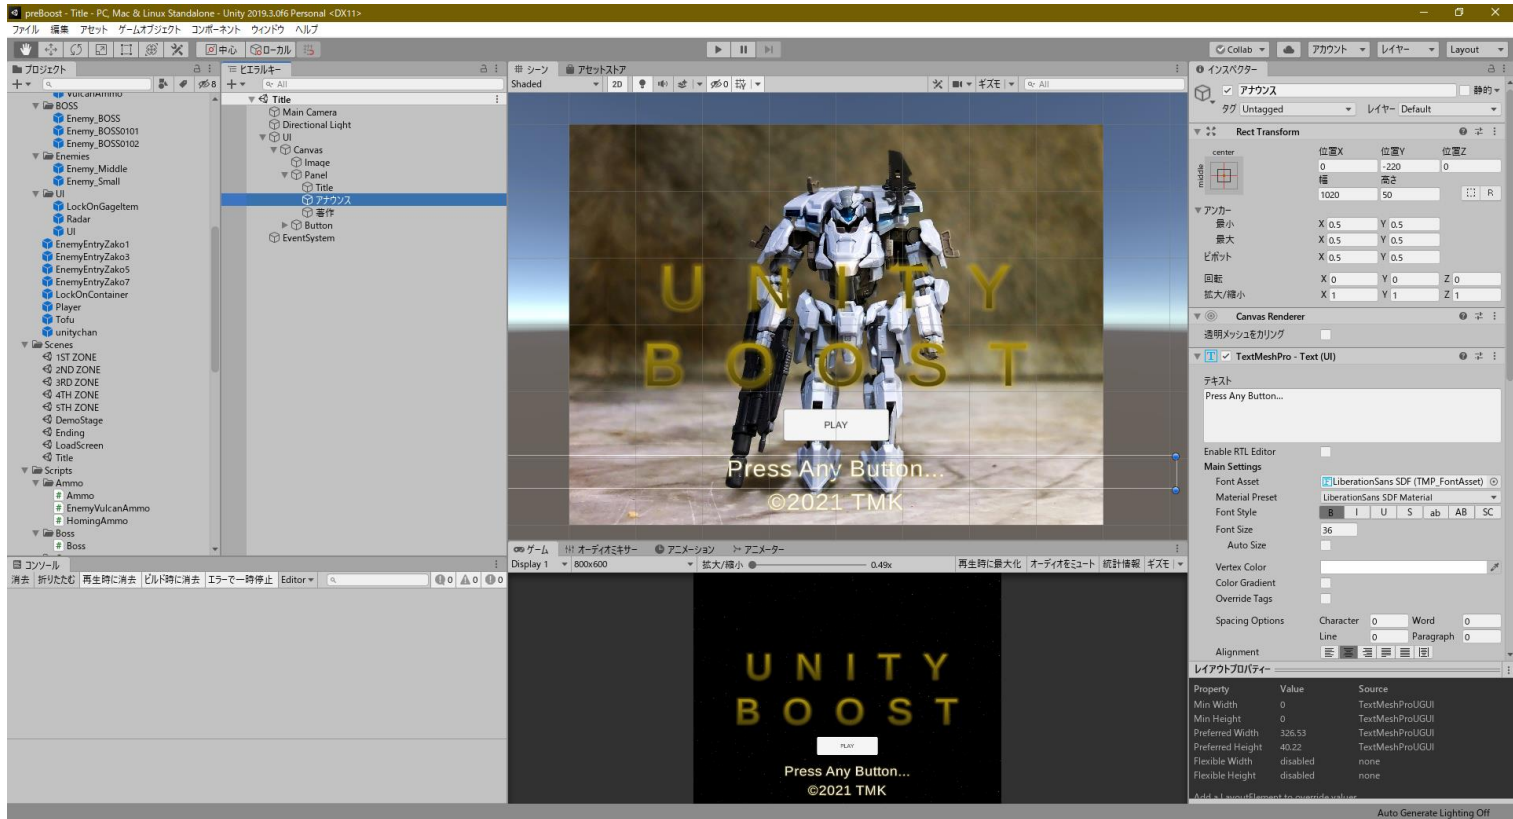 preBoost - Title - PC, Mac & Linux Standalone - Unity 2019.3.0f6 Personal <DX11>
ファイル 編集 アセット ゲームオブジェクト コンポーネント ウィンドウ ヘルプ
中心 ローカル Collab アカウント レイヤー Layout
プロジェクト
8
VulcanAmmo
BOSS
Enemy_BOSS
Enemy_BOSS0101
Enemy_BOSS0102
Enemies
Enemy_Middle
Enemy_Small
UI
LockOnGageItem
Radar
UI
EnemyEntryZako1
EnemyEntryZako3
EnemyEntryZako5
EnemyEntryZako7
LockOnContainer
Player
Tofu
unitychan
Scenes
1ST ZONE
2ND ZONE
3RD ZONE
4TH ZONE
5TH ZONE
DemoStage
Ending
LoadScreen
Title
Scripts
Ammo
Ammo
EnemyVulcanAmmo
HomingAmmo
Boss
Boss
ヒエラルキー
All
Title
Main Camera
Directional Light
UI
Canvas
Image
Panel
Title
アナウンス
著作
Button
EventSystem
シーン アセットストア
Shaded 2D 0 ギズモ All
UNITY
BOOST
PLAY
Press Any Button...
©2021 TMK
コンソール
消去 折りたたむ 再生時に消去 ビルド時に消去 エラーで一時停止 Editor 0 0 0
ゲーム オーディオミキサー アニメーション アニメーター
Display 1 800x600 拡大/縮小 0.49x 再生時に最大化 オーディオをミュート 統計情報 ギズモ
UNITY
BOOST
PLAY
Press Any Button...
©2021 TMK
インスペクター
アナウンス 静的
タグ Untagged レイヤー Default
Rect Transform
center 位置X 位置Y 位置Z
middle 0 -220 0
幅 高さ
1020 50 R
アンカー
最小 X 0.5 Y 0.5
最大 X 0.5 Y 0.5
ピボット X 0.5 Y 0.5
回転 X 0 Y 0 Z 0
拡大/縮小 X 1 Y 1 Z 1
Canvas Renderer
透明メッシュをカリング
TextMeshPro - Text (UI)
テキスト
Press Any Button...
Enable RTL Editor
Main Settings
Font Asset LiberationSans SDF (TMP_FontAsset)
Material Preset LiberationSans SDF Material
Font Style B I U S ab AB SC
Font Size 36
Auto Size
Vertex Color
Color Gradient
Override Tags
Spacing Options Character 0 Word 0
Line 0 Paragraph 0
Alignment
レイアウトプロパティー
Property Value Source
Min Width 0 TextMeshProUGUI
Min Height 0 TextMeshProUGUI
Preferred Width 326.53 TextMeshProUGUI
Preferred Height 40.22 TextMeshProUGUI
Flexible Width disabled none
Flexible Height disabled none
Add a LayoutElement to override values
Auto Generate Lighting Off